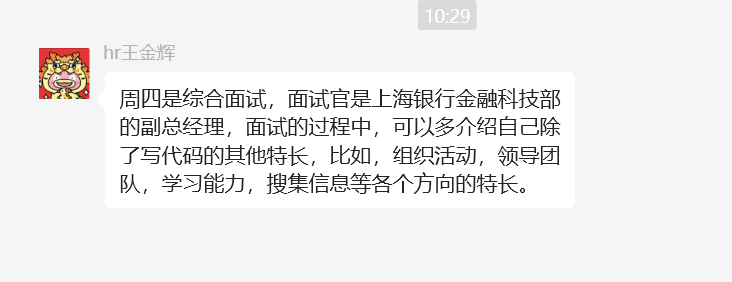 10:29
hr王金辉
周四是综合面试，面试官是上海银行金融科技部
的副总经理，面试的过程中，可以多介绍自己除
了写代码的其他特长，比如，组织活动，领导团
队，学习能力，搜集信息等各个方向的特长。